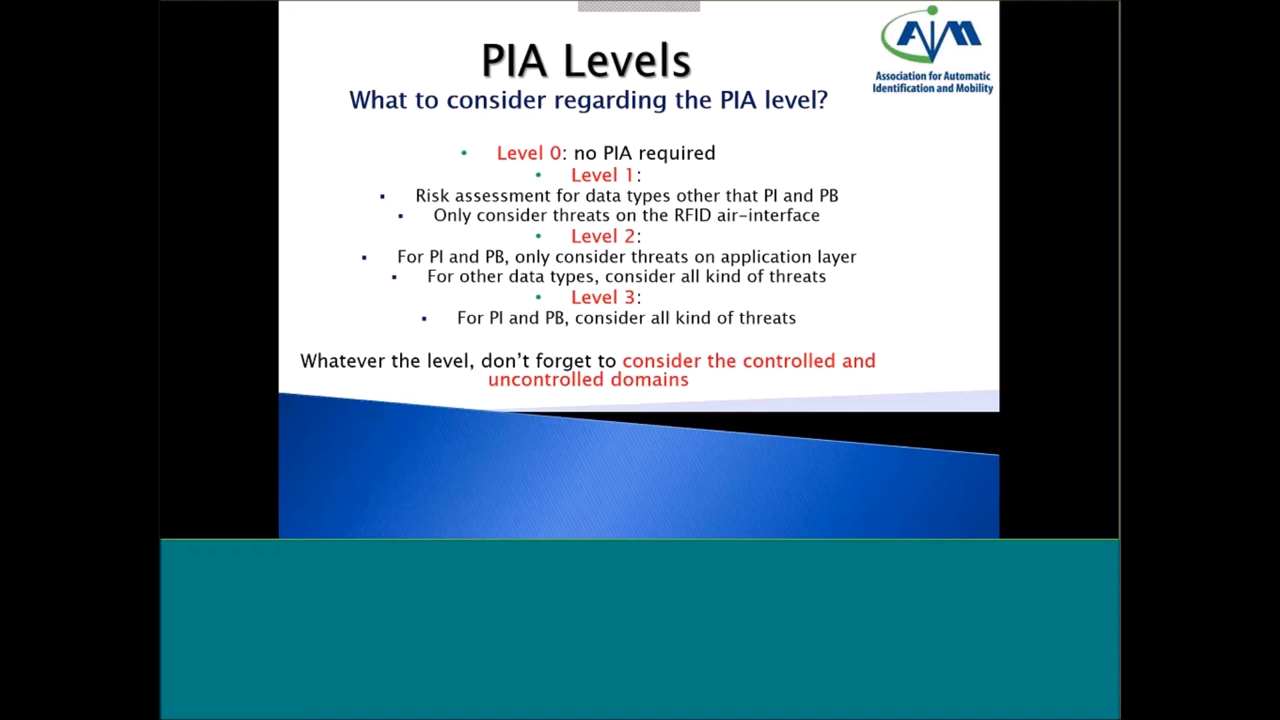 AIM
Association for Automatic
Identification and Mobility
PIA Levels
What to consider regarding the PIA level?
• Level 0: no PIA required
• Level 1:
▪ Risk assessment for data types other that PI and PB
▪ Only consider threats on the RFID air-interface
• Level 2:
▪ For PI and PB, only consider threats on application layer
▪ For other data types, consider all kind of threats
• Level 3:
▪ For PI and PB, consider all kind of threats
Whatever the level, don't forget to consider the controlled and
uncontrolled domains